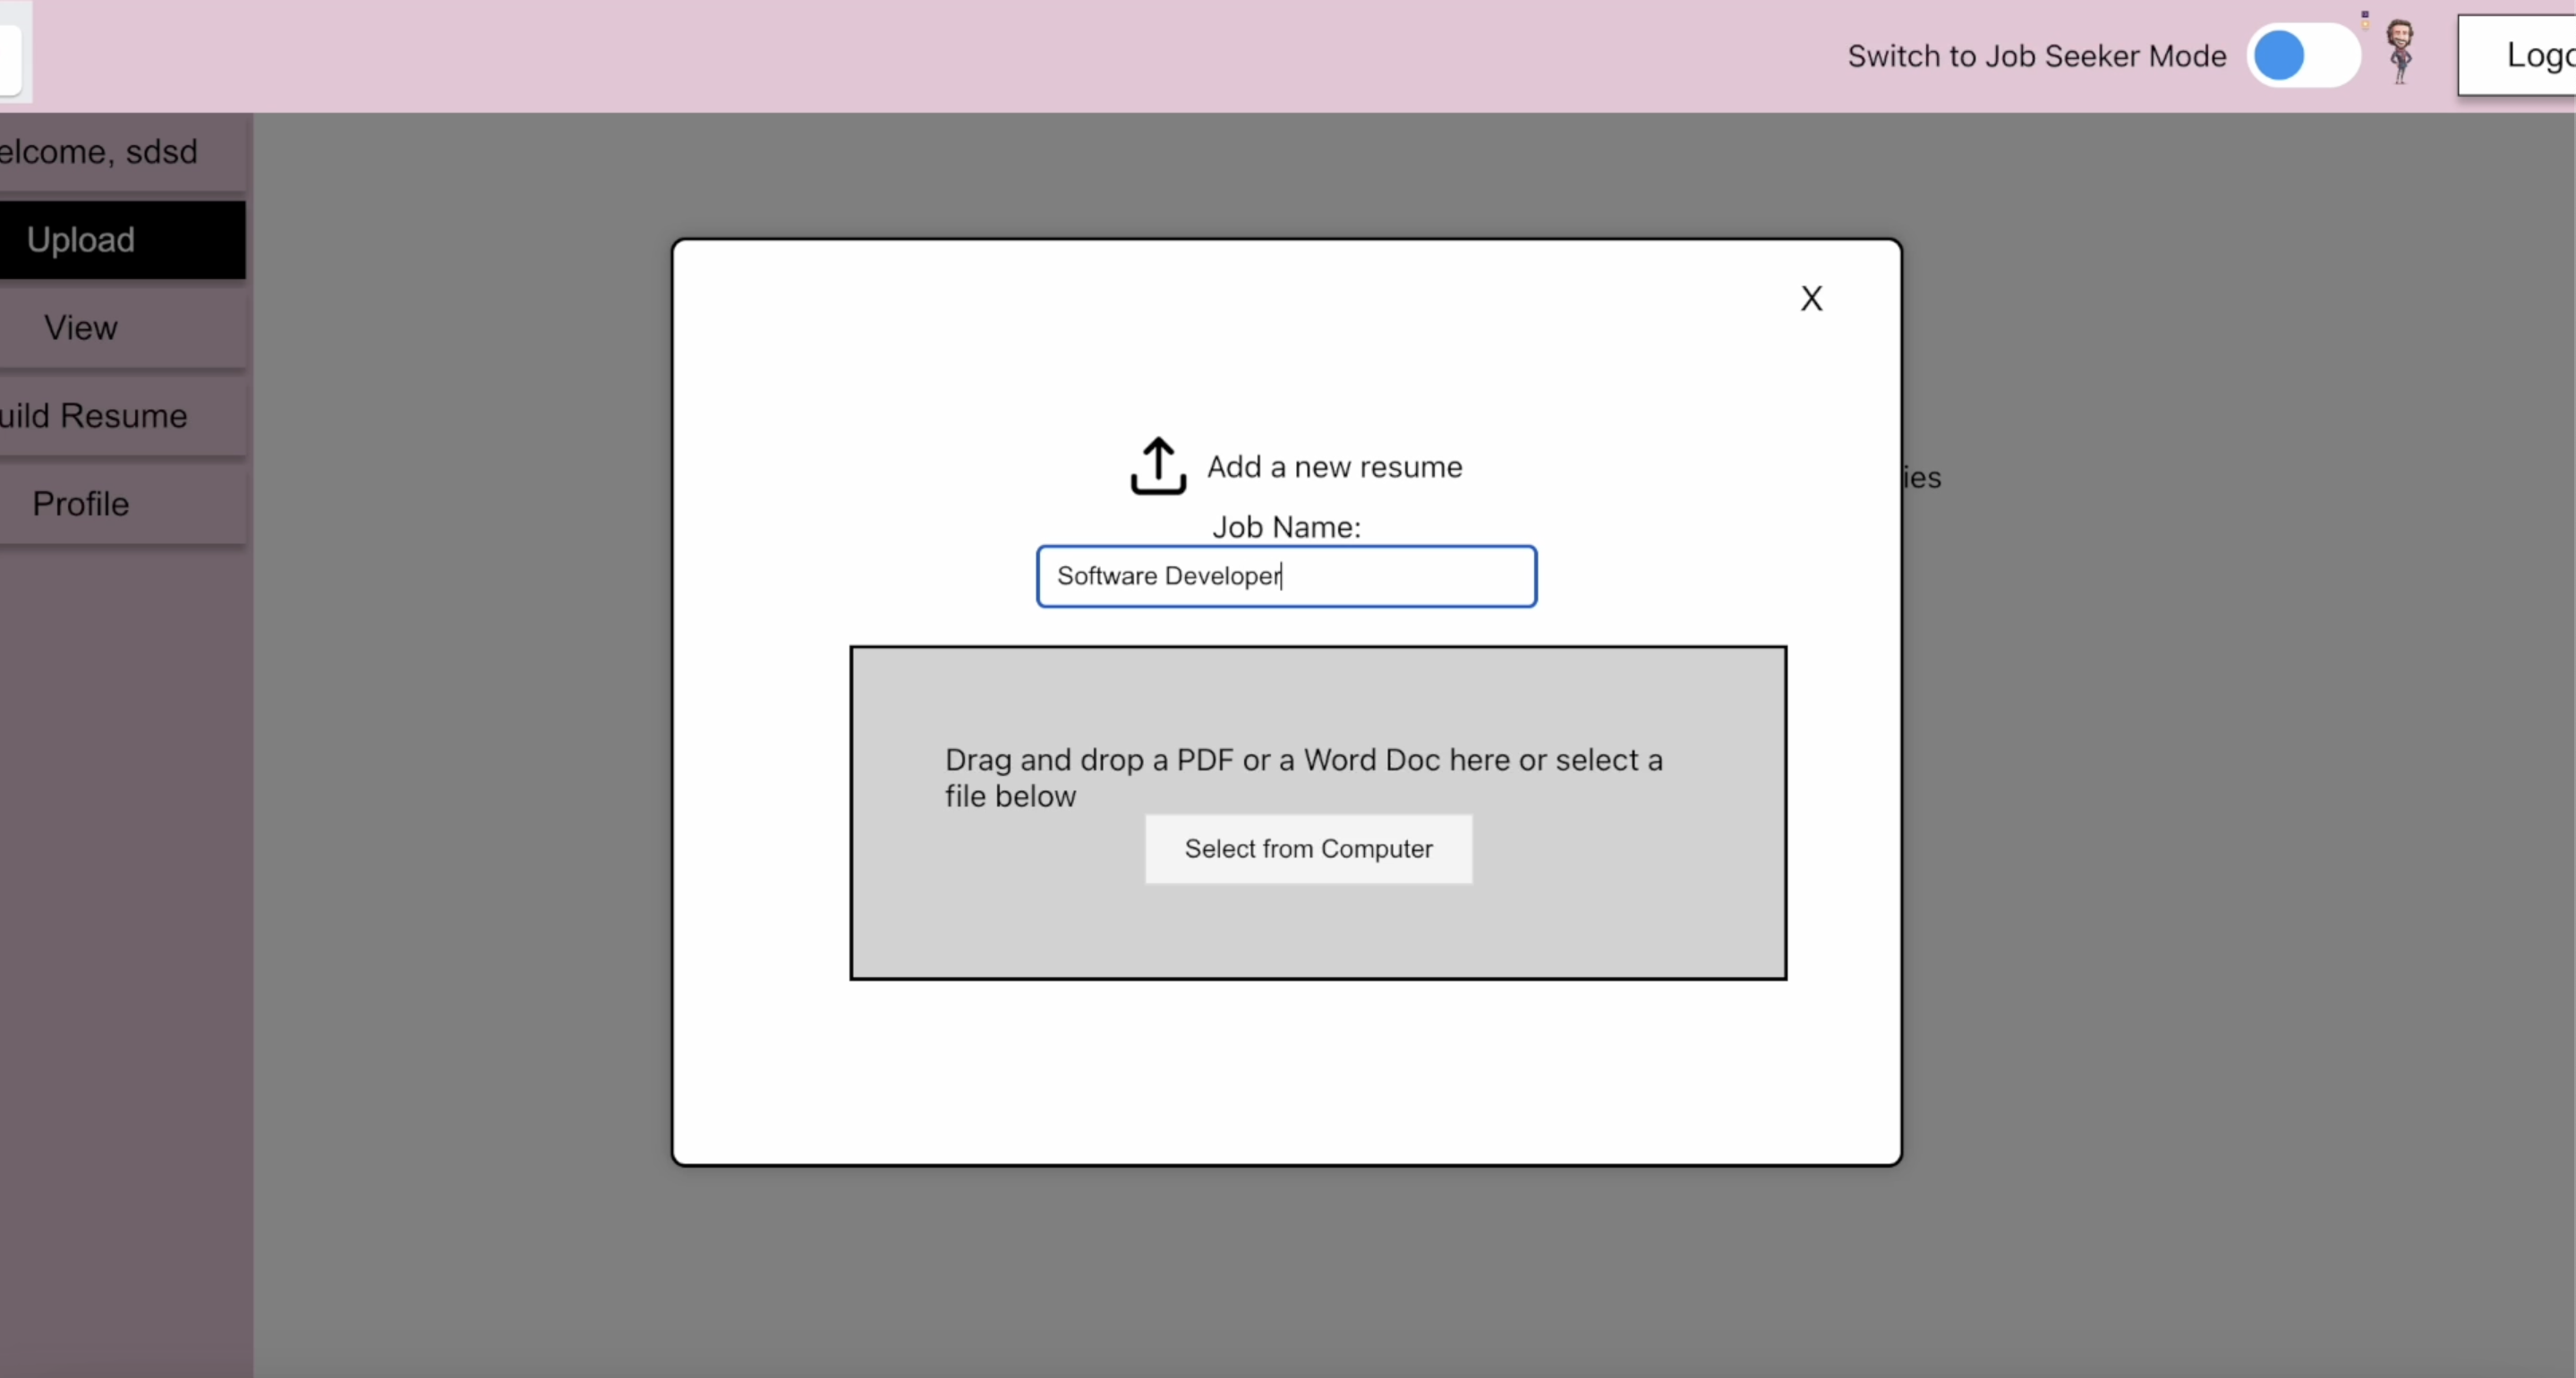 Switch to Job Seeker Mode
Logo
elcome, sdsd
Upload
View
uild Resume
Profile
X
Add a new resume
ies
Job Name:
Software Developer
Drag and drop a PDF or a Word Doc here or select a
file below
Select from Computer